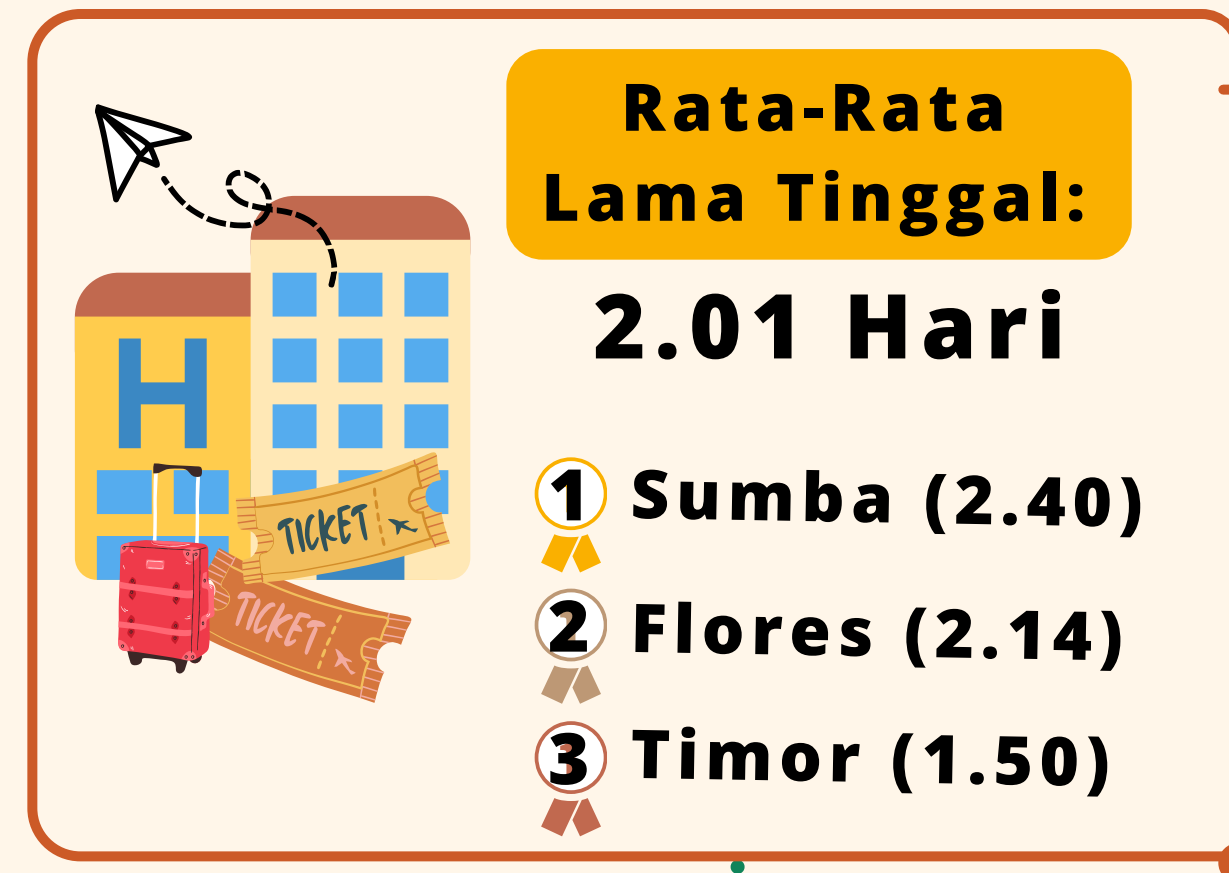 Rata-Rata
Lama Tinggal:
2.01 Hari
H
TICKET
TICKET
1 Sumba (2.40)
2 Flores (2.14)
3 Timor (1.50)